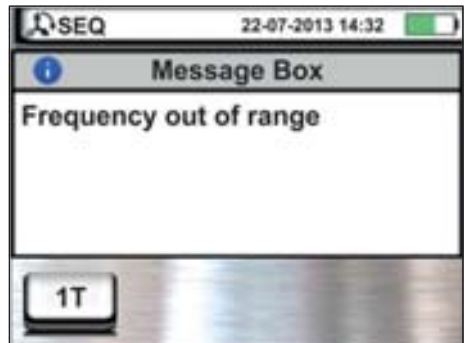 SEQ 22-07-2013 14:32
Message Box
Frequency out of range
1T